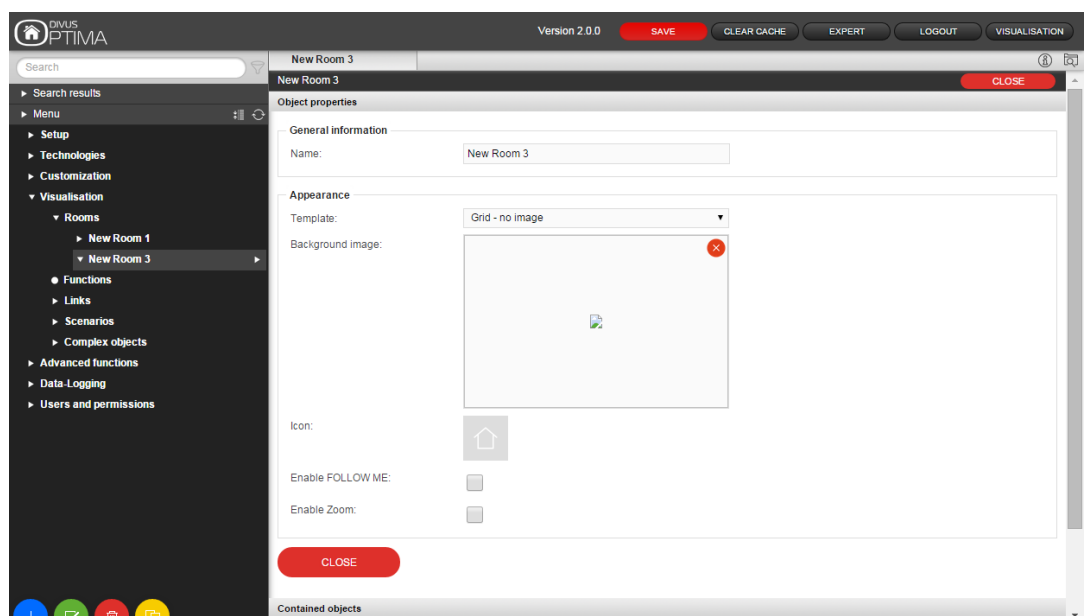 DIVUS
OPTIMA
Version 2.0.0
SAVE
CLEAR CACHE
EXPERT
LOGOUT
VISUALISATION
Search
Search results
Menu
Setup
Technologies
Customization
Visualisation
Rooms
New Room 1
New Room 3
Functions
Links
Scenarios
Complex objects
Advanced functions
Data-Logging
Users and permissions
New Room 3
New Room 3
CLOSE
Object properties
General information
Name: New Room 3
Appearance
Template: Grid - no image
Background image:
Icon:
Enable FOLLOW ME:
Enable Zoom:
CLOSE
Contained objects